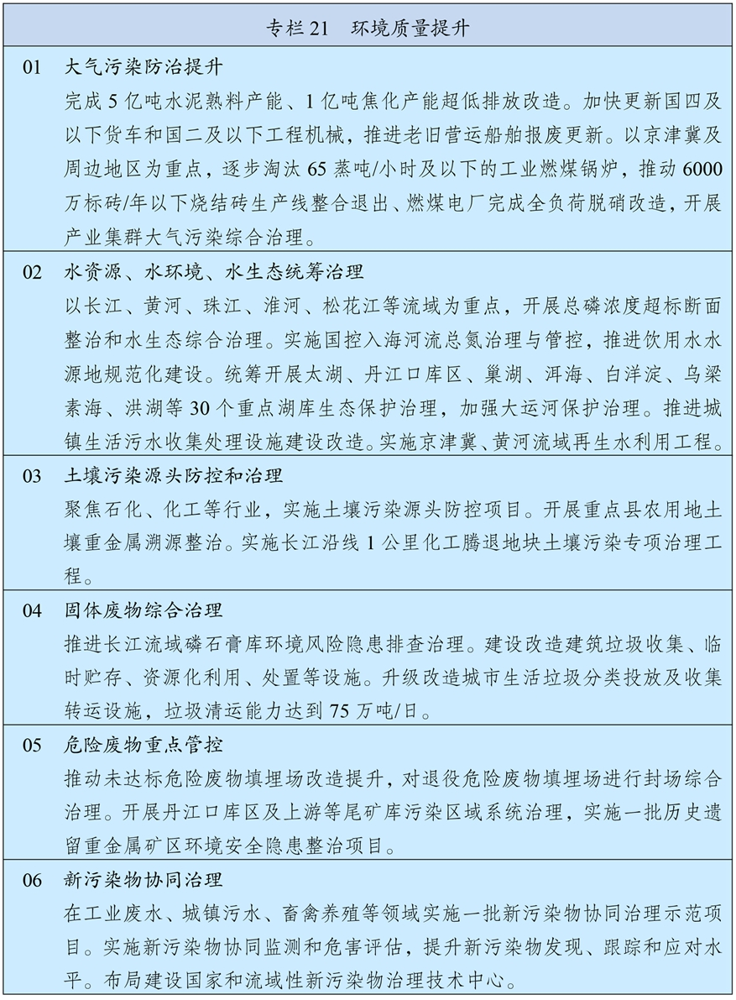 专栏 21　环境质量提升
01　大气污染防治提升
完成 5 亿吨水泥熟料产能、1 亿吨焦化产能超低排放改造。加快更新国四及
以下货车和国二及以下工程机械，推进老旧营运船舶报废更新。以京津冀及
周边地区为重点，逐步淘汰 65 蒸吨/小时及以下的工业燃煤锅炉，推动 6000
万标砖/年以下烧结砖生产线整合退出、燃煤电厂完成全负荷脱硝改造，开展
产业集群大气污染综合治理。
02　水资源、水环境、水生态统筹治理
以长江、黄河、珠江、淮河、松花江等流域为重点，开展总磷浓度超标断面
整治和水生态综合治理。实施国控入海河流总氮治理与管控，推进饮用水水
源地规范化建设。统筹开展太湖、丹江口库区、巢湖、洱海、白洋淀、乌梁
素海、洪湖等 30 个重点湖库生态保护治理，加强大运河保护治理。推进城
镇生活污水收集处理设施建设改造。实施京津冀、黄河流域再生水利用工程。
03　土壤污染源头防控和治理
聚焦石化、化工等行业，实施土壤污染源头防控项目。开展重点县农用地土
壤重金属溯源整治。实施长江沿线 1 公里化工腾退地块土壤污染专项治理工
程。
04　固体废物综合治理
推进长江流域磷石膏库环境风险隐患排查治理。建设改造建筑垃圾收集、临
时贮存、资源化利用、处置等设施。升级改造城市生活垃圾分类投放及收集
转运设施，垃圾清运能力达到 75 万吨/日。
05　危险废物重点管控
推动未达标危险废物填埋场改造提升，对退役危险废物填埋场进行封场综合
治理。开展丹江口库区及上游等尾矿库污染区域系统治理，实施一批历史遗
留重金属矿区环境安全隐患整治项目。
06　新污染物协同治理
在工业废水、城镇污水、畜禽养殖等领域实施一批新污染物协同治理示范项
目。实施新污染物协同监测和危害评估，提升新污染物发现、跟踪和应对水
平。布局建设国家和流域性新污染物治理技术中心。